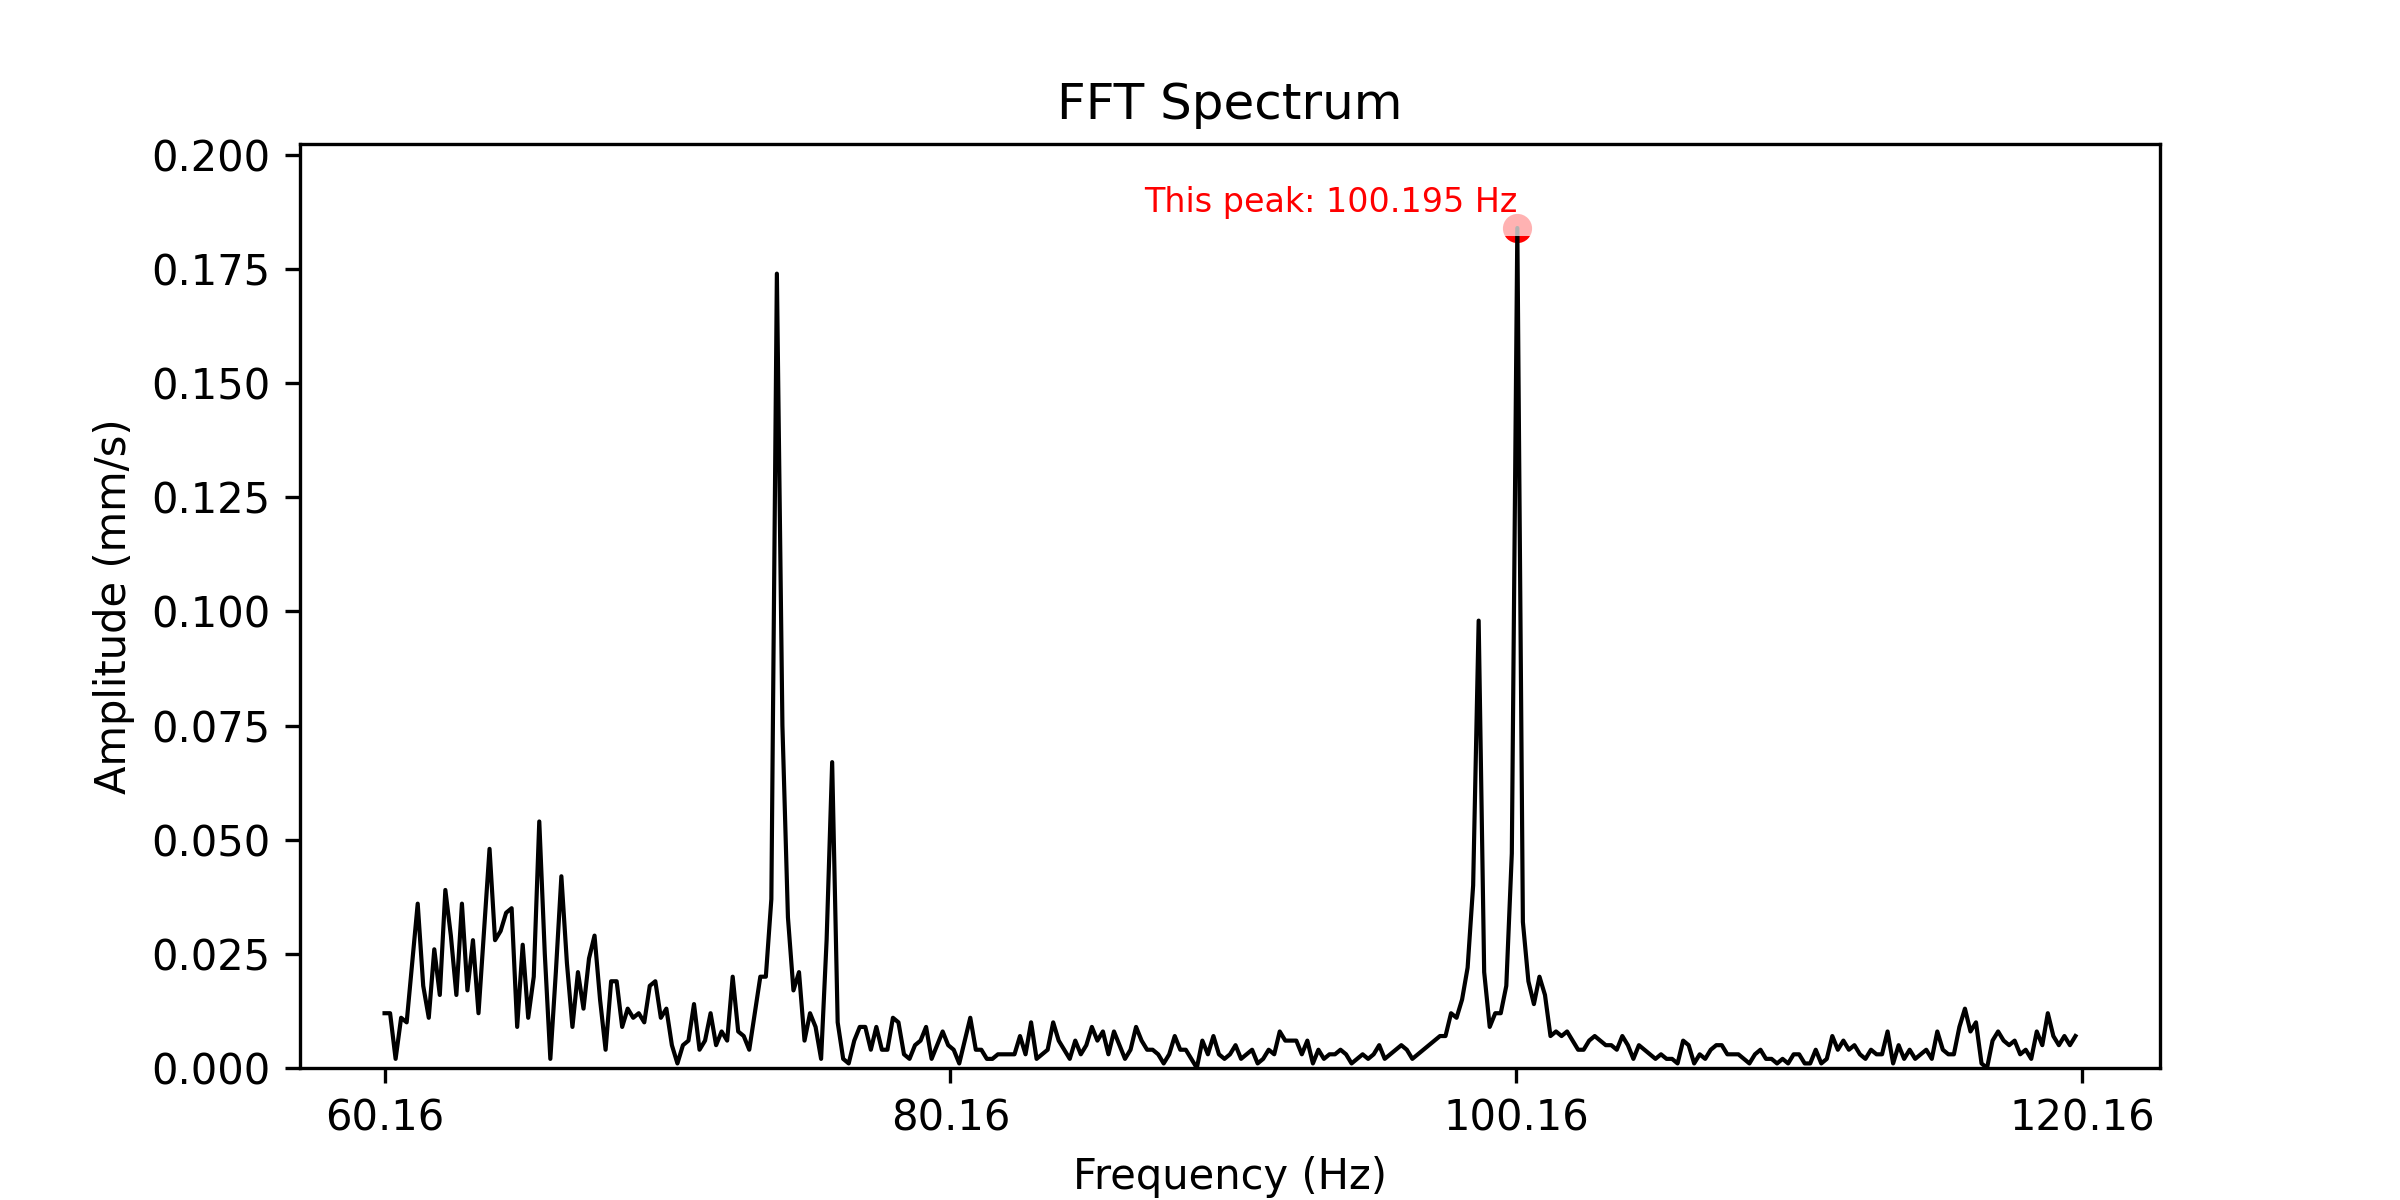 FFT Spectrum
0.200
This peak: 100.195 Hz
0.175
0.150
0.125
0.100
0.075
0.050
0.025
0.000
Amplitude (mm/s)
60.16 80.16 100.16 120.16
Frequency (Hz)